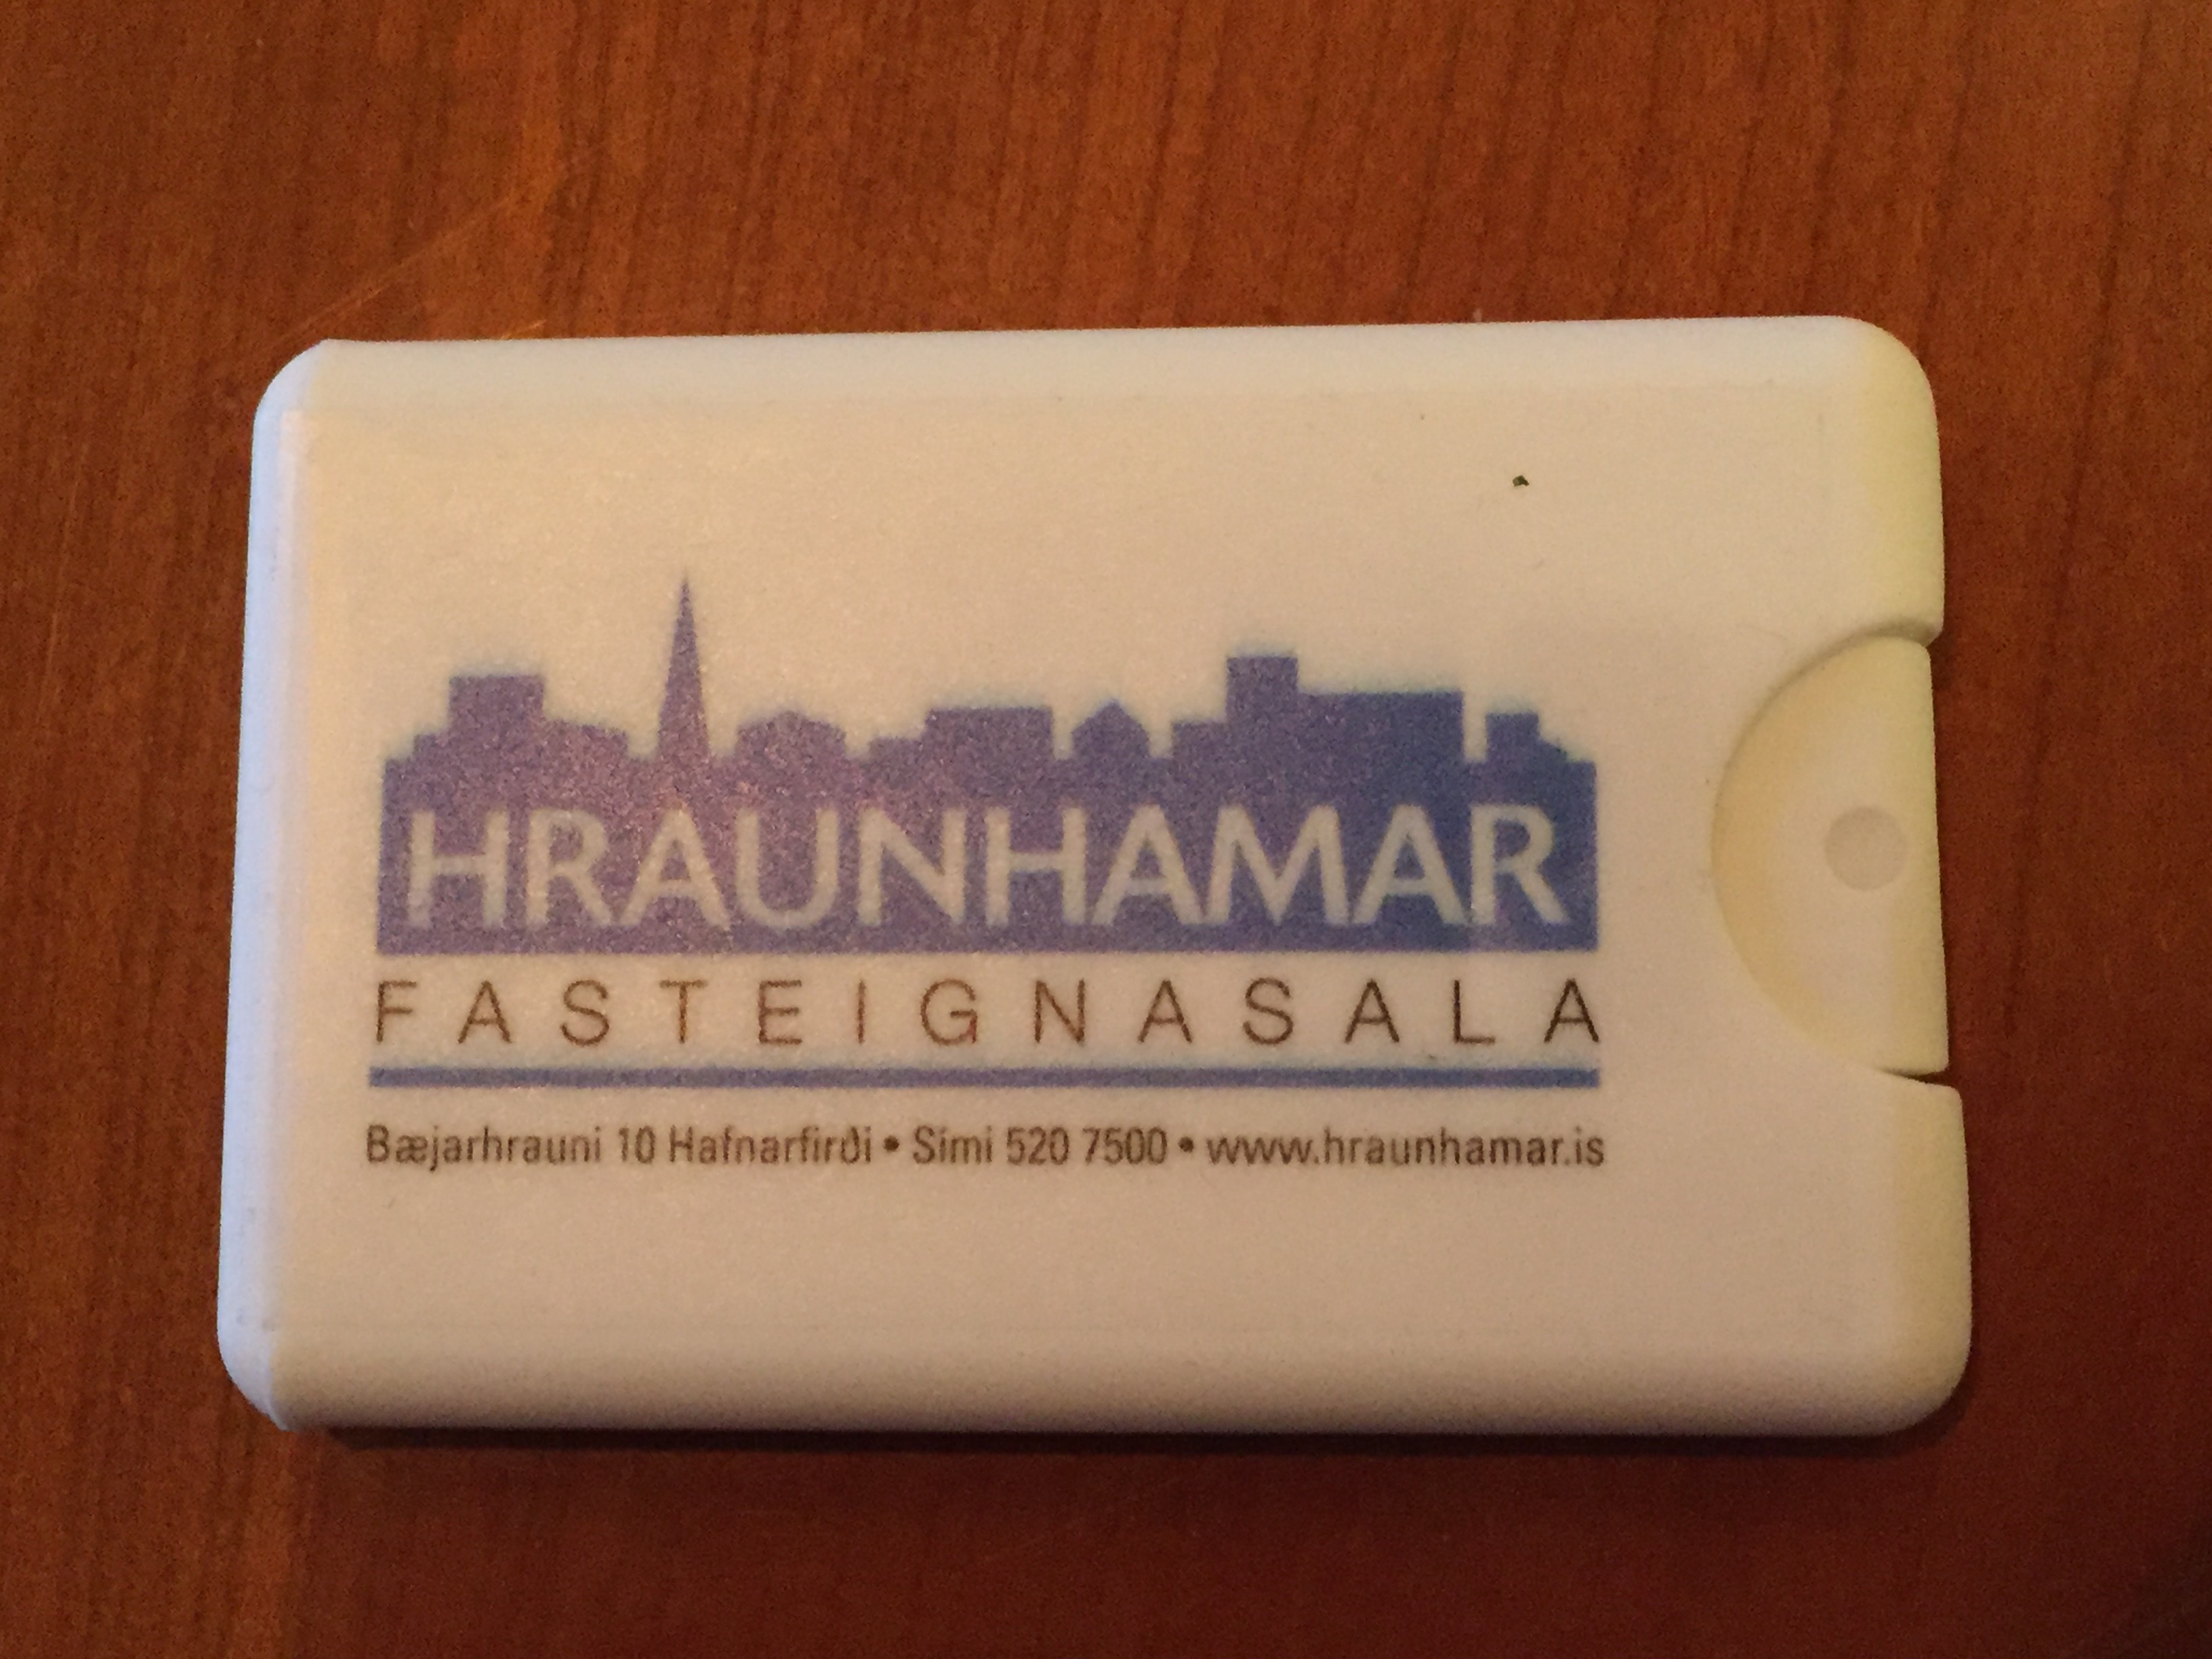 HRAUNHAMAR
FASTEIGNASALA
Bæjarhrauni 10 Hafnarfirði • Sími 520 7500 • www.hraunhamar.is